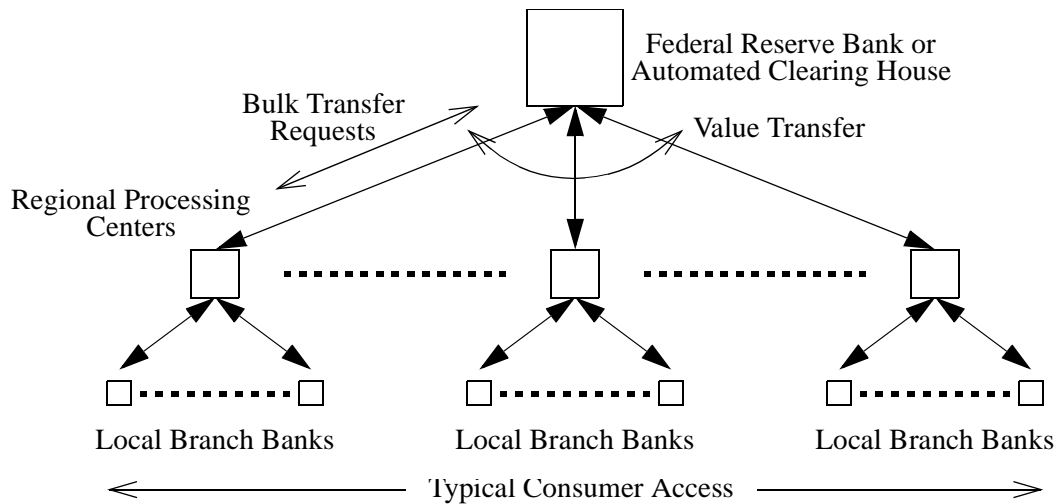 Federal Reserve Bank or
Automated Clearing House
Bulk Transfer
Requests
Value Transfer
Regional Processing
Centers
Local Branch Banks
Local Branch Banks
Local Branch Banks
Typical Consumer Access